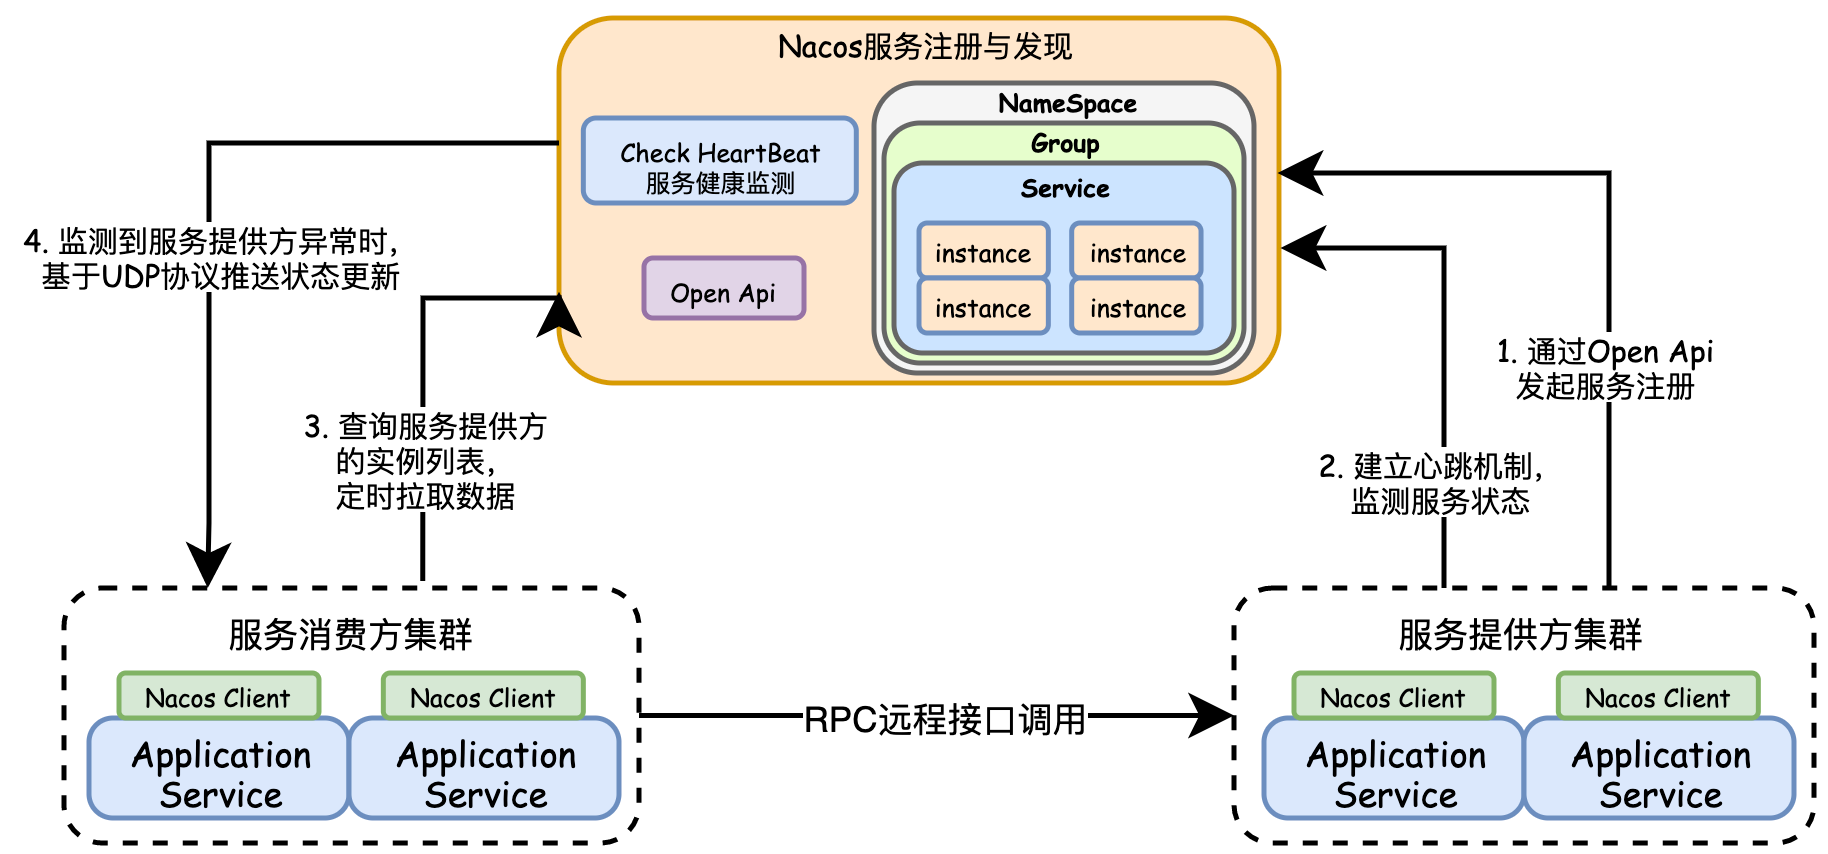 Nacos服务注册与发现
Check HeartBeat
服务健康监测
Open Api
NameSpace
Group
Service
instance
instance
instance
instance
4. 监测到服务提供方异常时，
基于UDP协议推送状态更新
3. 查询服务提供方
的实例列表，
定时拉取数据
1. 通过Open Api
发起服务注册
2. 建立心跳机制，
监测服务状态
服务消费方集群
Nacos Client
Nacos Client
Application
Service
Application
Service
RPC远程接口调用
服务提供方集群
Nacos Client
Nacos Client
Application
Service
Application
Service